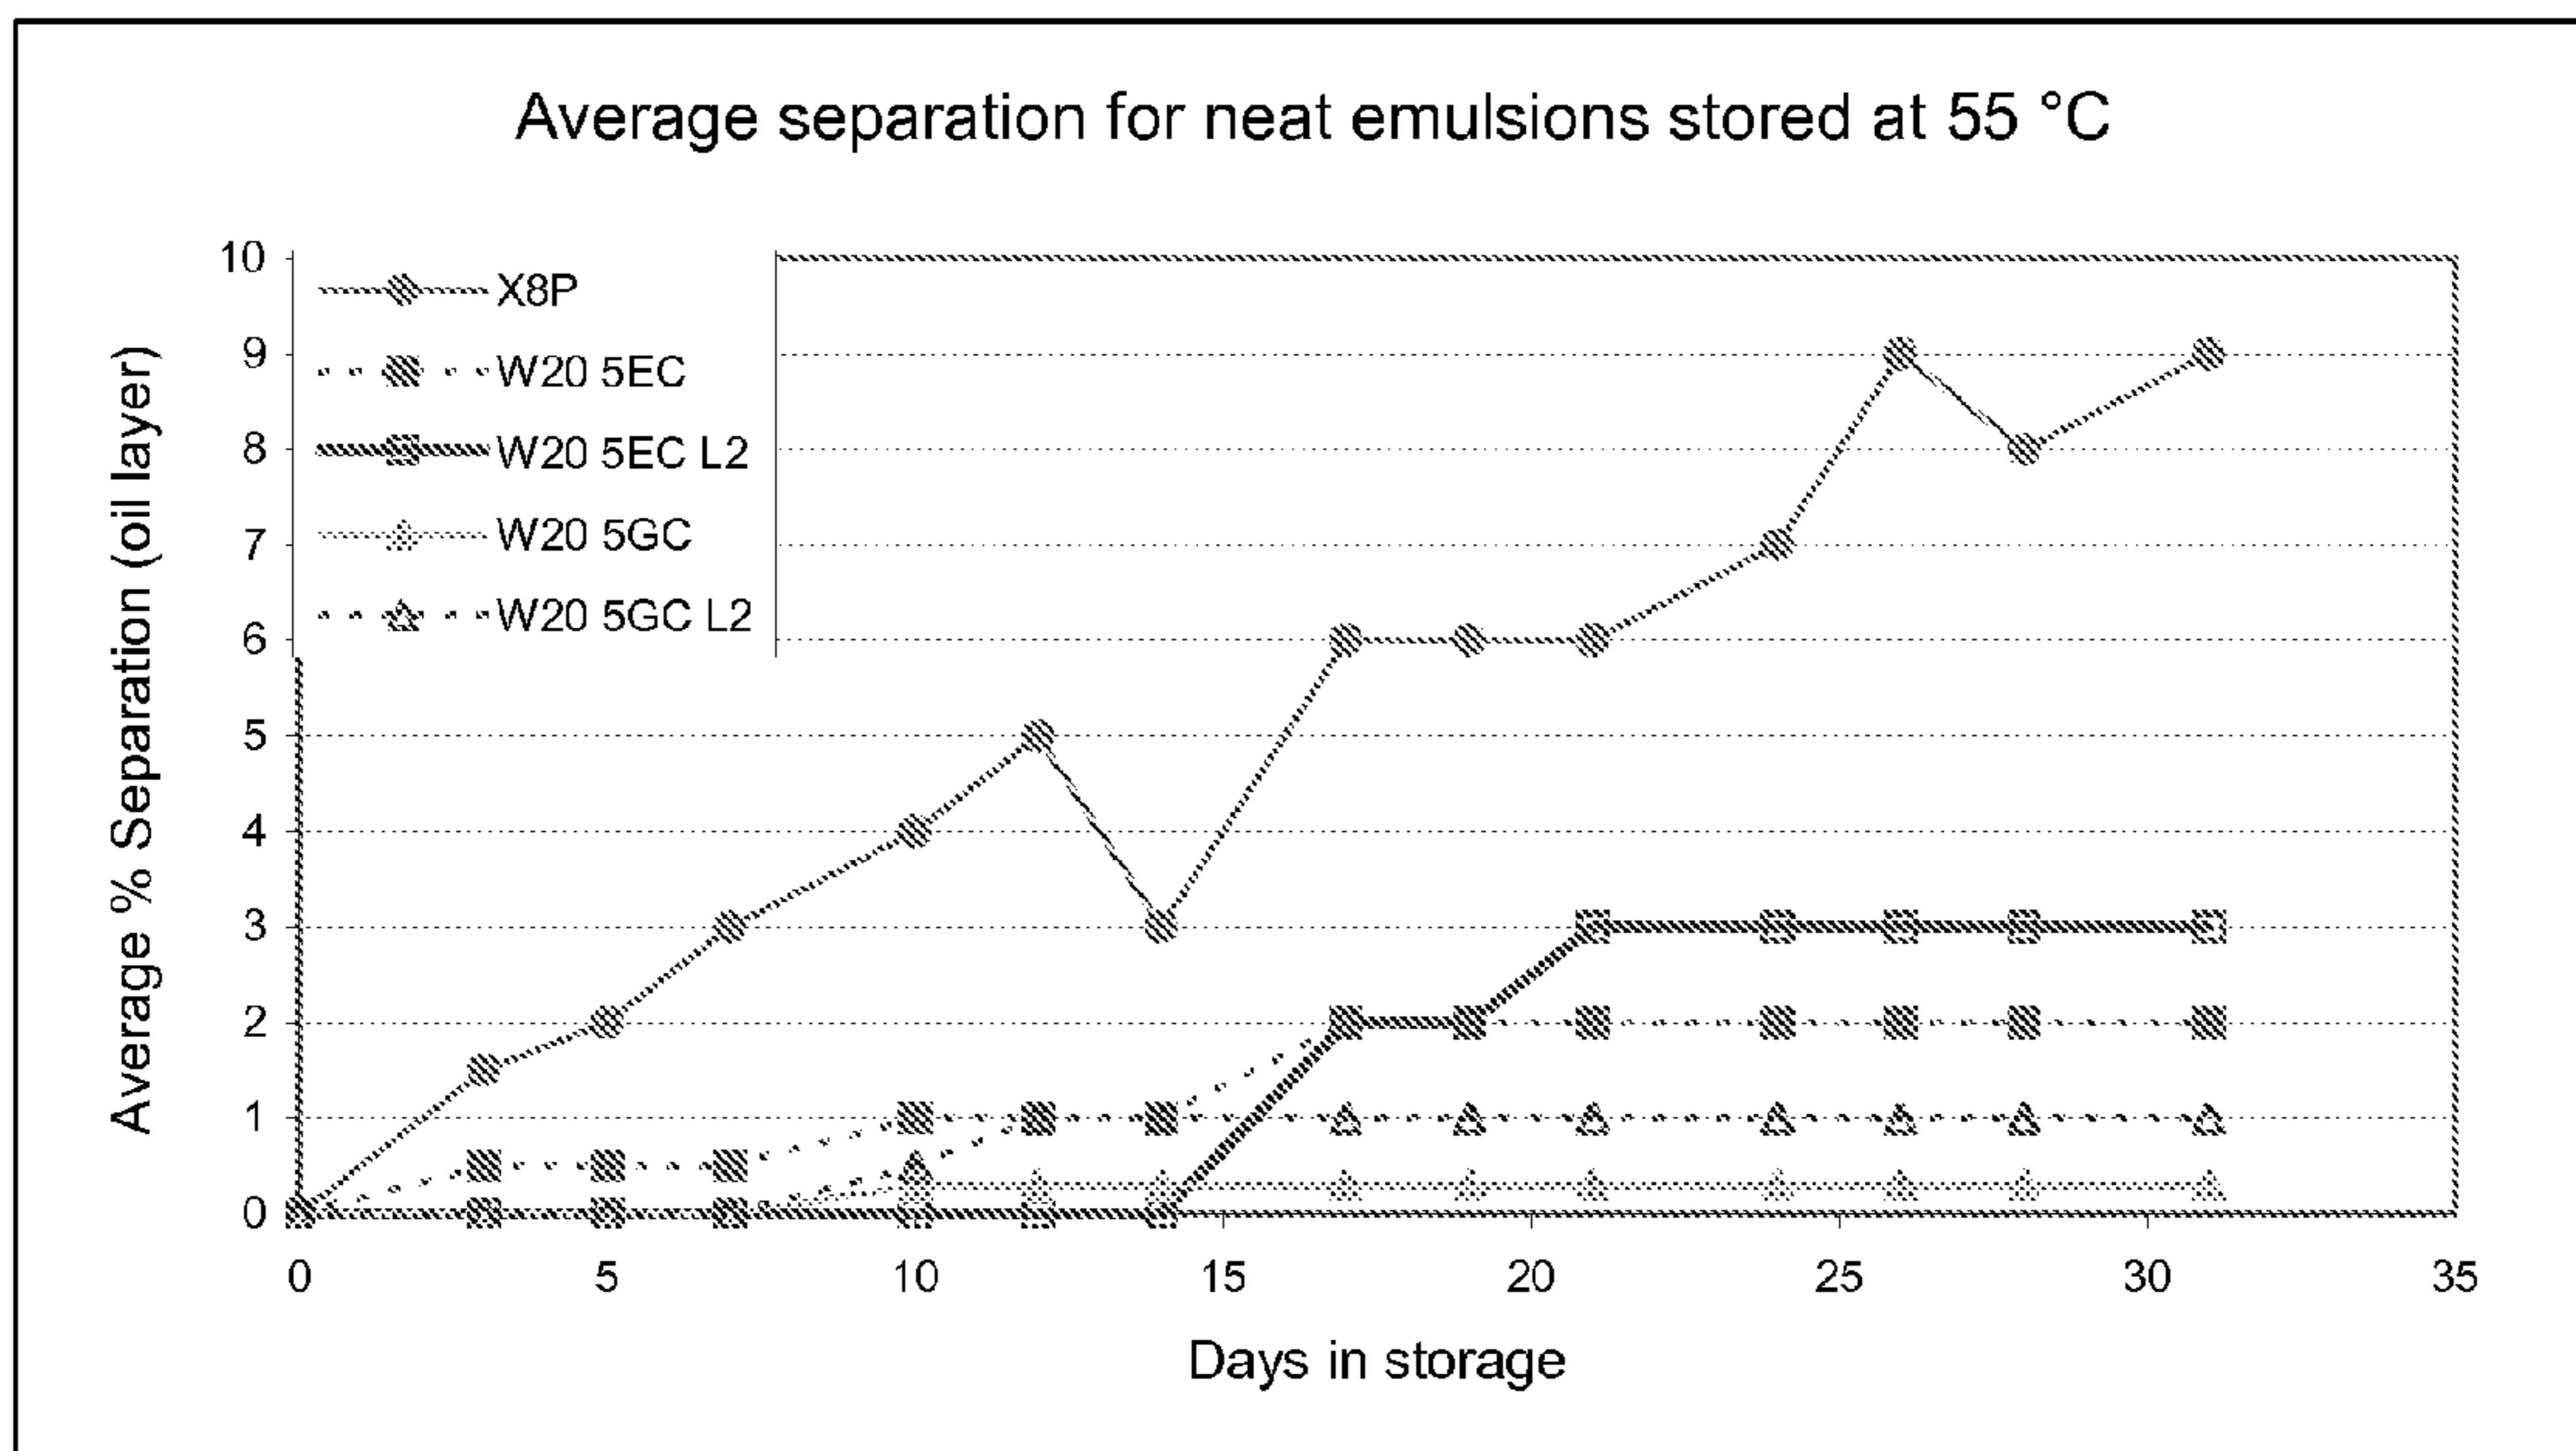 Average separation for neat emulsions stored at 55 °C
Average % Separation (oil layer)
10
9
8
7
6
5
4
3
2
1
0
X8P
W20 5EC
W20 5EC L2
W20 5GC
W20 5GC L2
0 5 10 15 20 25 30 35
Days in storage